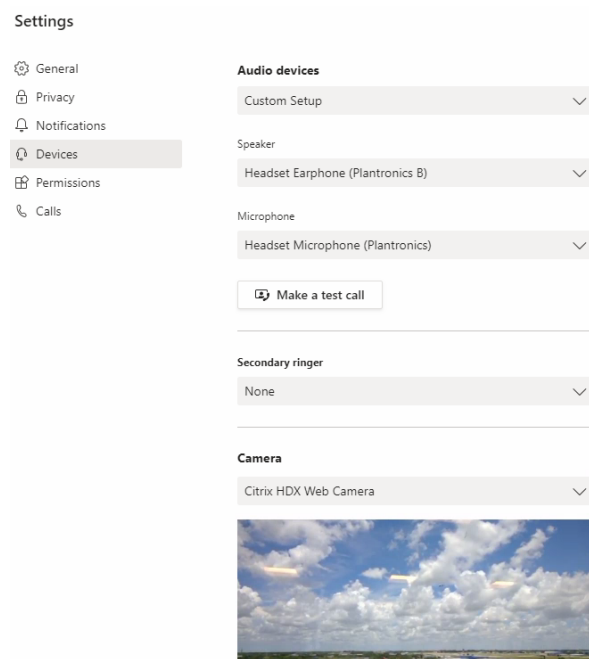 Settings
General
Privacy
Notifications
Devices
Permissions
Calls
Audio devices
Custom Setup
Speaker
Headset Earphone (Plantronics B)
Microphone
Headset Microphone (Plantronics)
Make a test call
Secondary ringer
None
Camera
Citrix HDX Web Camera